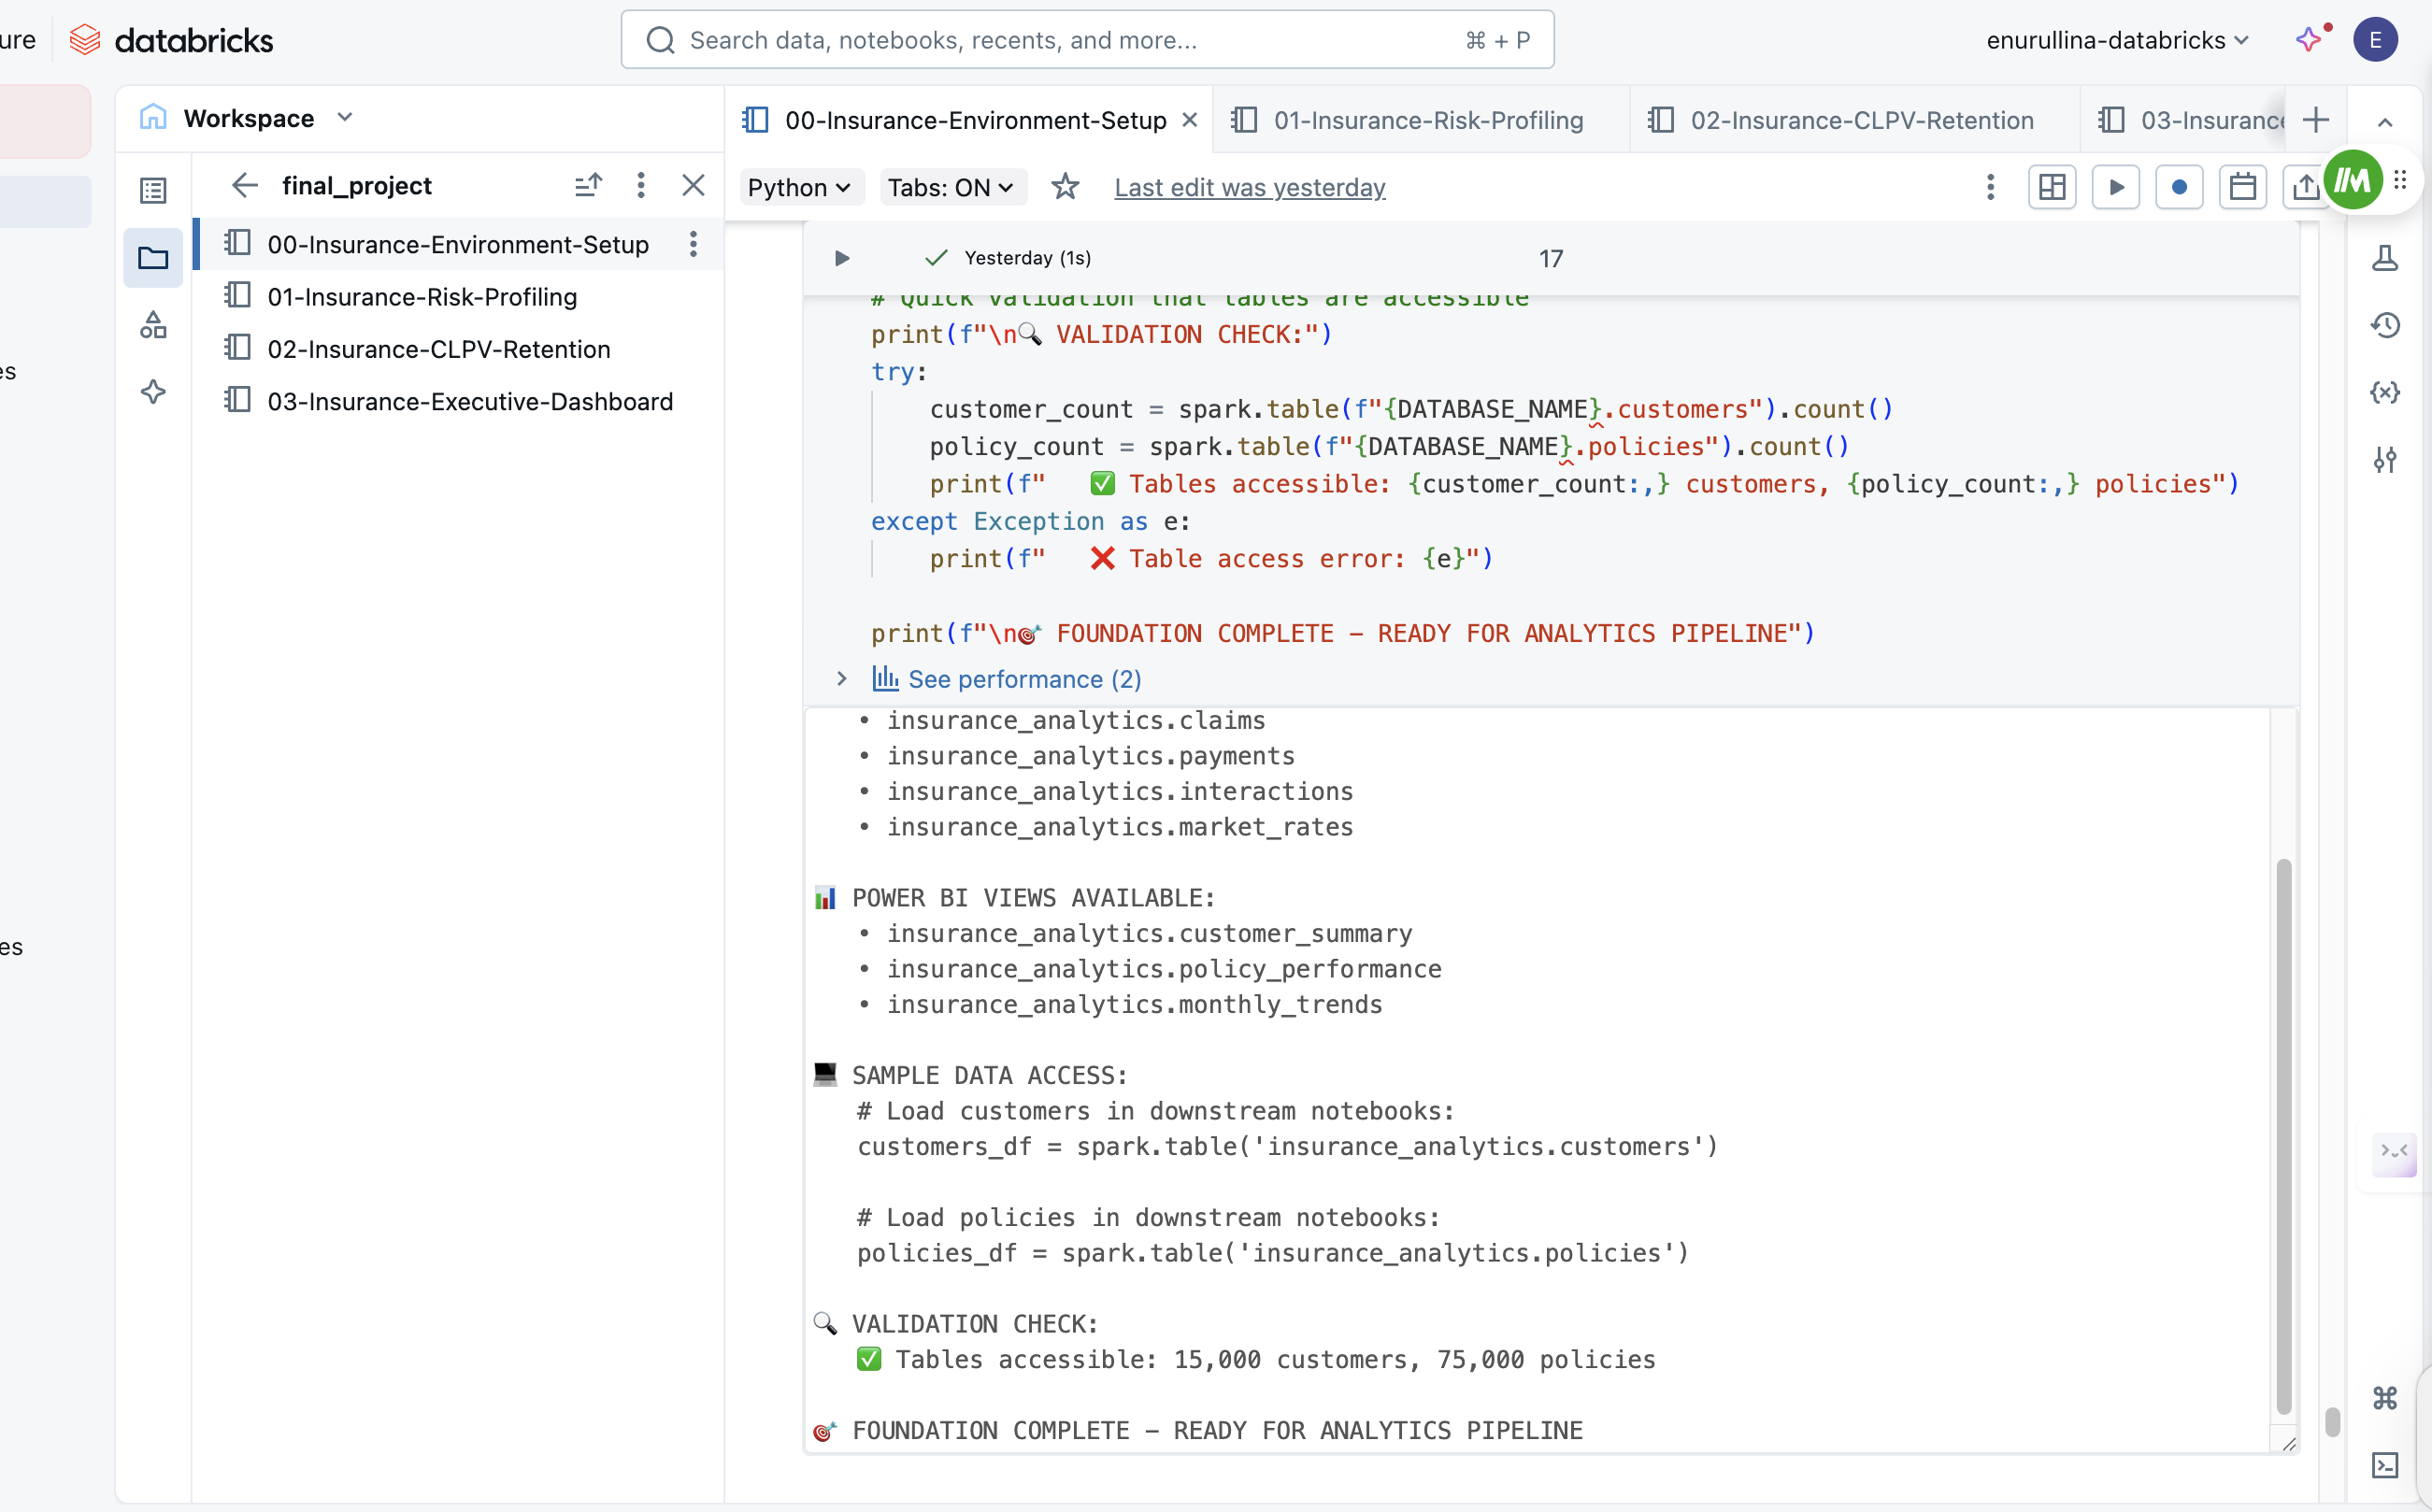 ure
databricks
Search data, notebooks, recents, and more...
⌘ + P
enurullina-databricks
E
Workspace
00-Insurance-Environment-Setup
01-Insurance-Risk-Profiling
02-Insurance-CLPV-Retention
03-Insurance
final_project
Python
Tabs: ON
Last edit was yesterday
00-Insurance-Environment-Setup
01-Insurance-Risk-Profiling
02-Insurance-CLPV-Retention
03-Insurance-Executive-Dashboard
es
es
Yesterday (1s)
17
# Quick validation that tables are accessible
print(f"\n🔍 VALIDATION CHECK:")
try:
    customer_count = spark.table(f"{DATABASE_NAME}.customers").count()
    policy_count = spark.table(f"{DATABASE_NAME}.policies").count()
    print(f"   ✅ Tables accessible: {customer_count:,} customers, {policy_count:,} policies")
except Exception as e:
    print(f"   ❌ Table access error: {e}")
print(f"\n🎯 FOUNDATION COMPLETE – READY FOR ANALYTICS PIPELINE")
See performance (2)
• insurance_analytics.claims
• insurance_analytics.payments
• insurance_analytics.interactions
• insurance_analytics.market_rates
📊 POWER BI VIEWS AVAILABLE:
• insurance_analytics.customer_summary
• insurance_analytics.policy_performance
• insurance_analytics.monthly_trends
💻 SAMPLE DATA ACCESS:
# Load customers in downstream notebooks:
customers_df = spark.table('insurance_analytics.customers')
# Load policies in downstream notebooks:
policies_df = spark.table('insurance_analytics.policies')
🔍 VALIDATION CHECK:
✅ Tables accessible: 15,000 customers, 75,000 policies
🎯 FOUNDATION COMPLETE – READY FOR ANALYTICS PIPELINE